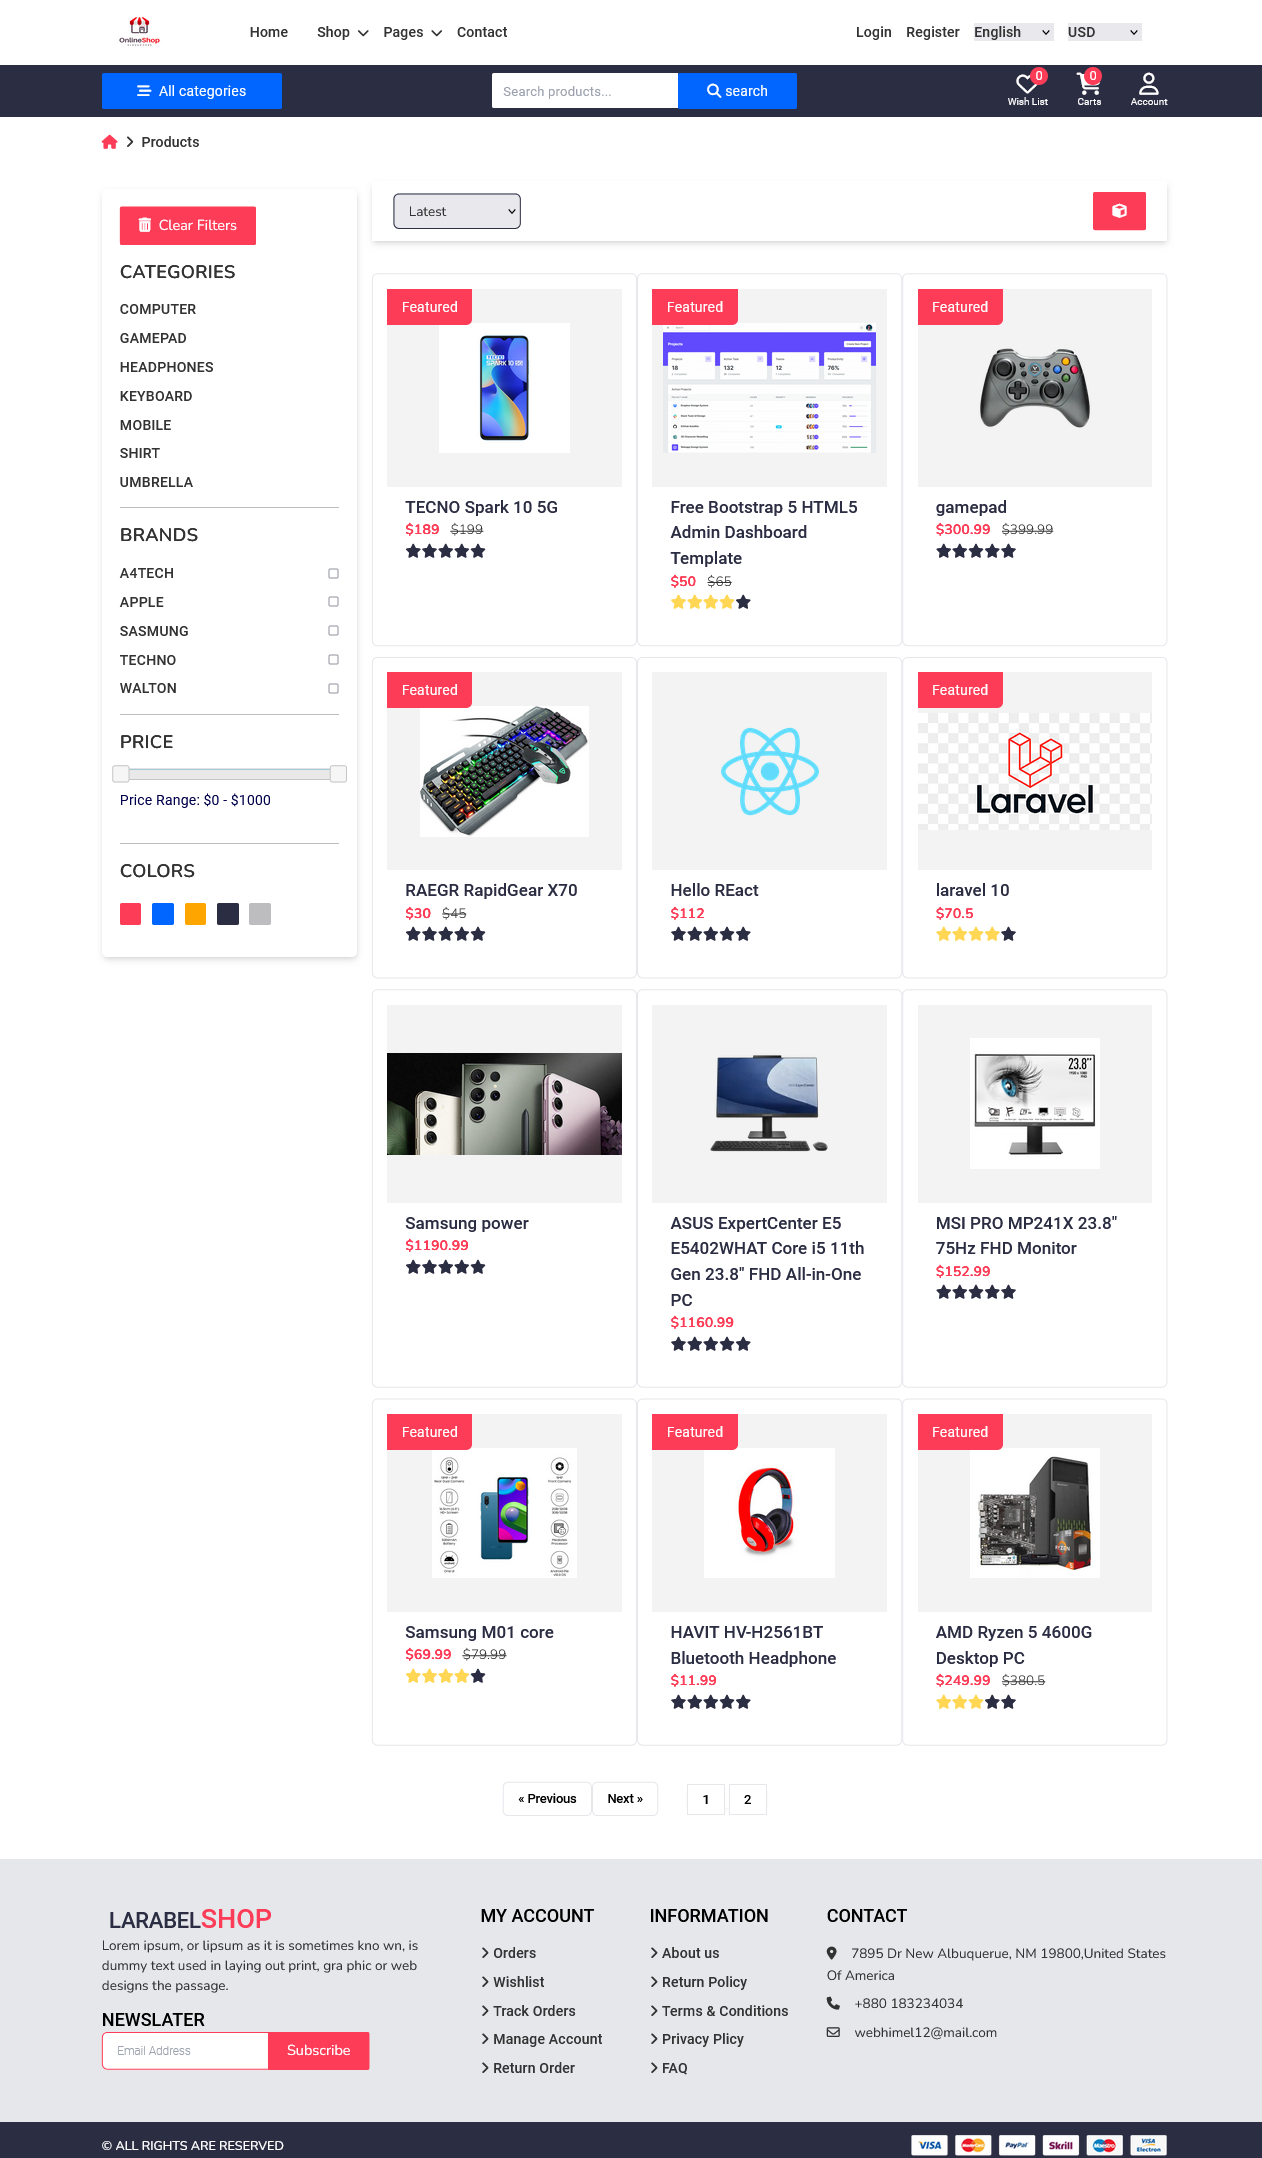 OnlineShop
Home Shop Pages Contact Login Register English USD
All categories Search products... search 0 0
Wish List Carts Account
Products
Clear Filters
Latest
CATEGORIES
COMPUTER
GAMEPAD
HEADPHONES
KEYBOARD
MOBILE
SHIRT
UMBRELLA
BRANDS
A4TECH
APPLE
SASMUNG
TECHNO
WALTON
PRICE
Price Range: $0 - $1000
COLORS
Featured
SPARK 10 5G
TECNO Spark 10 5G
$189 $199
Featured
Projects
18 132 12 76%
Free Bootstrap 5 HTML5
Admin Dashboard
Template
$50 $65
Featured
gamepad
$300.99 $399.99
Featured
RAEGR RapidGear X70
$30 $45
Hello REact
$112
Featured
Laravel
laravel 10
$70.5
Samsung power
$1190.99
ASUS ExpertCenter E5
E5402WHAT Core i5 11th
Gen 23.8" FHD All-in-One
PC
$1160.99
23.8"
MSI PRO MP241X 23.8"
75Hz FHD Monitor
$152.99
Featured
Samsung M01 core
$69.99 $79.99
Featured
HAVIT HV-H2561BT
Bluetooth Headphone
$11.99
Featured
RYZEN
AMD Ryzen 5 4600G
Desktop PC
$249.99 $380.5
« Previous Next » 1 2
LARABELSHOP
Lorem ipsum, or lipsum as it is sometimes kno wn, is
dummy text used in laying out print, gra phic or web
designs the passage.
NEWSLATER
Email Address Subscribe
MY ACCOUNT
Orders
Wishlist
Track Orders
Manage Account
Return Order
INFORMATION
About us
Return Policy
Terms & Conditions
Privacy Plicy
FAQ
CONTACT
7895 Dr New Albuquerue, NM 19800,United States
Of America
+880 183234034
webhimel12@mail.com
© ALL RIGHTS ARE RESERVED
VISA MasterCard PayPal Skrill Maestro VISA Electron